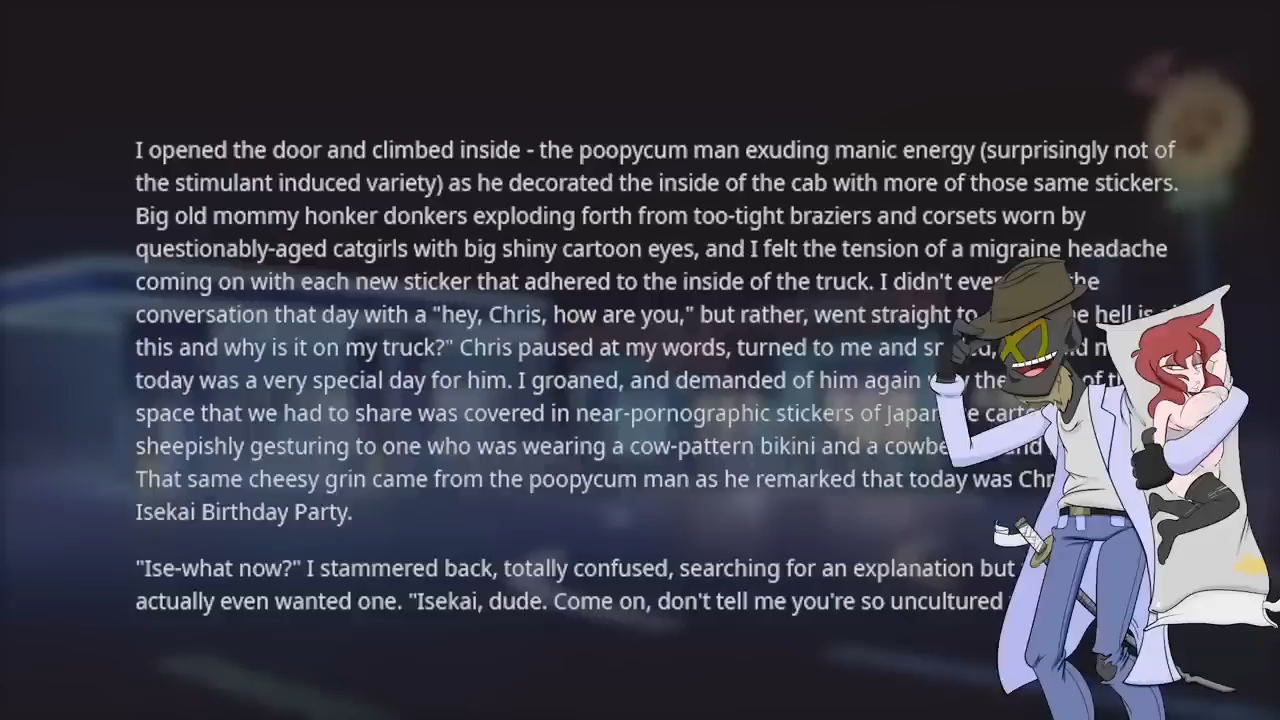 I opened the door and climbed inside - the poopycum man exuding manic energy (surprisingly not of
the stimulant induced variety) as he decorated the inside of the cab with more of those same stickers.
Big old mommy honker donkers exploding forth from too-tight braziers and corsets worn by
questionably-aged catgirls with big shiny cartoon eyes, and I felt the tension of a migraine headache
coming on with each new sticker that adhered to the inside of the truck. I didn't even
conversation that day with a "hey, Chris, how are you," but rather, went straight to hell is
this and why is it on my truck?" Chris paused at my words, turned to me and
today was a very special day for him. I groaned, and demanded of him again the of
space that we had to share was covered in near-pornographic stickers of
sheepishly gesturing to one who was wearing a cow-pattern bikini and a
That same cheesy grin came from the poopycum man as he remarked that today was
Isekai Birthday Party.
"Ise-what now?" I stammered back, totally confused, searching for an explanation but
actually even wanted one. "Isekai, dude. Come on, don't tell me you're so uncultured